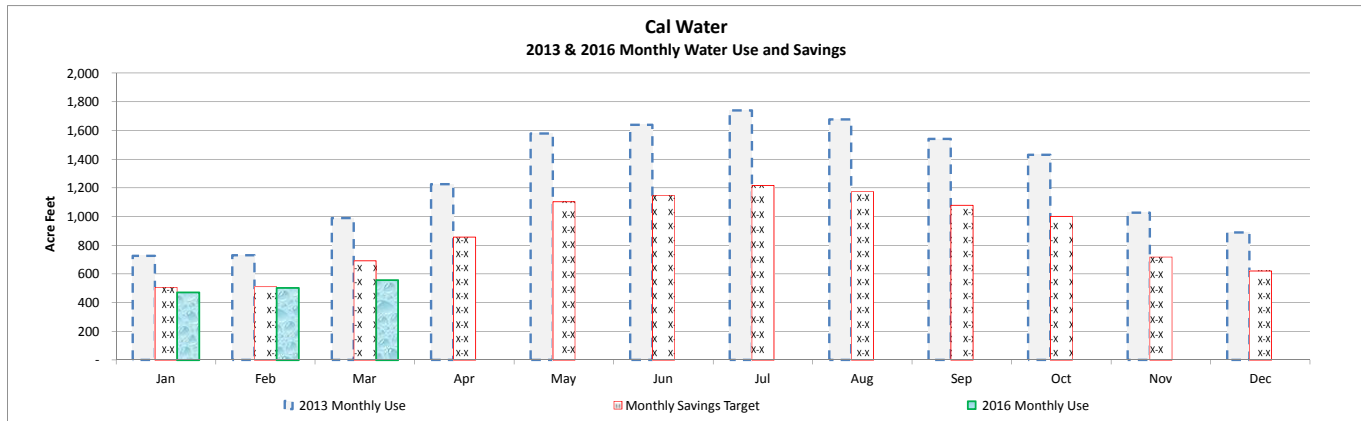 Cal Water
2013 & 2016 Monthly Water Use and Savings
Acre Feet
2,000
1,800
1,600
1,400
1,200
1,000
800
600
400
200
-
Jan Feb Mar Apr May Jun Jul Aug Sep Oct Nov Dec
2013 Monthly Use Monthly Savings Target 2016 Monthly Use